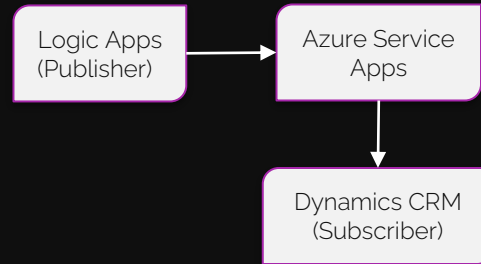 Logic Apps
(Publisher)
Azure Service
Apps
Dynamics CRM
(Subscriber)